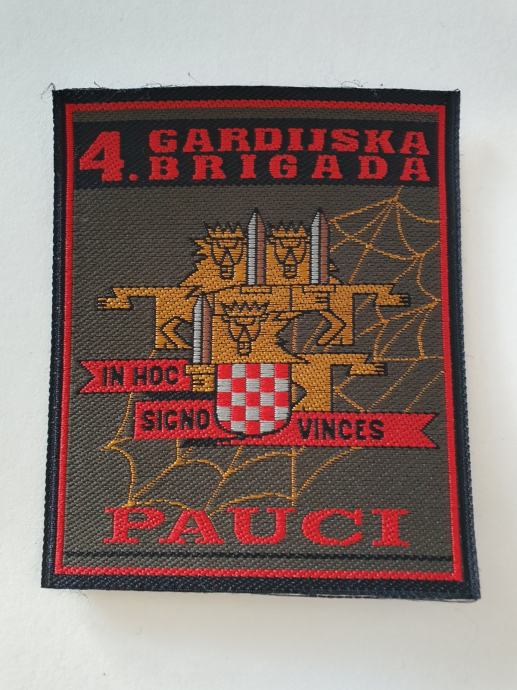 4. GARDIJSKA
BRIGADA
IN HOC
SIGNO
VINCES
PAUCI